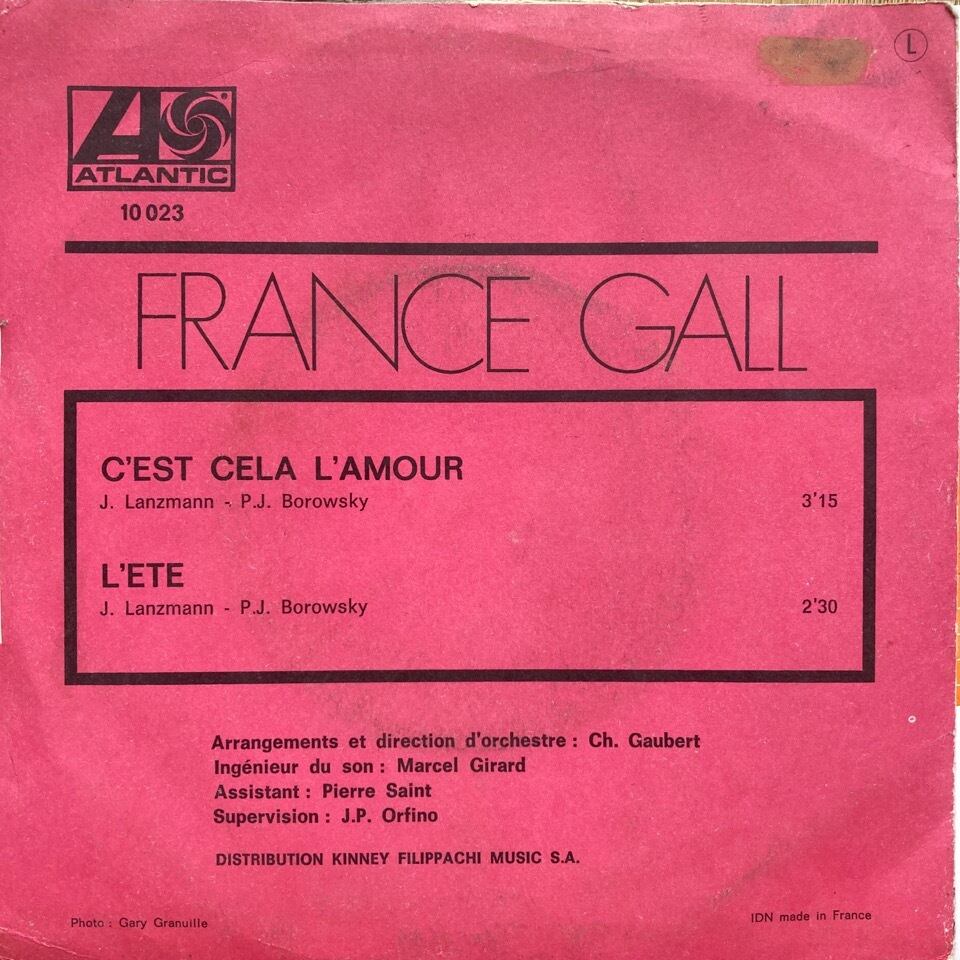 L
ATLANTIC
10 023
FRANCE GALL
C'EST CELA L'AMOUR
J. Lanzmann - P.J. Borowsky 3'15
L'ETE
J. Lanzmann - P.J. Borowsky 2'30
Arrangements et direction d'orchestre : Ch. Gaubert
Ingénieur du son : Marcel Girard
Assistant : Pierre Saint
Supervision : J.P. Orfino
DISTRIBUTION KINNEY FILIPPACHI MUSIC S.A.
Photo : Gary Granuille
IDN made in France